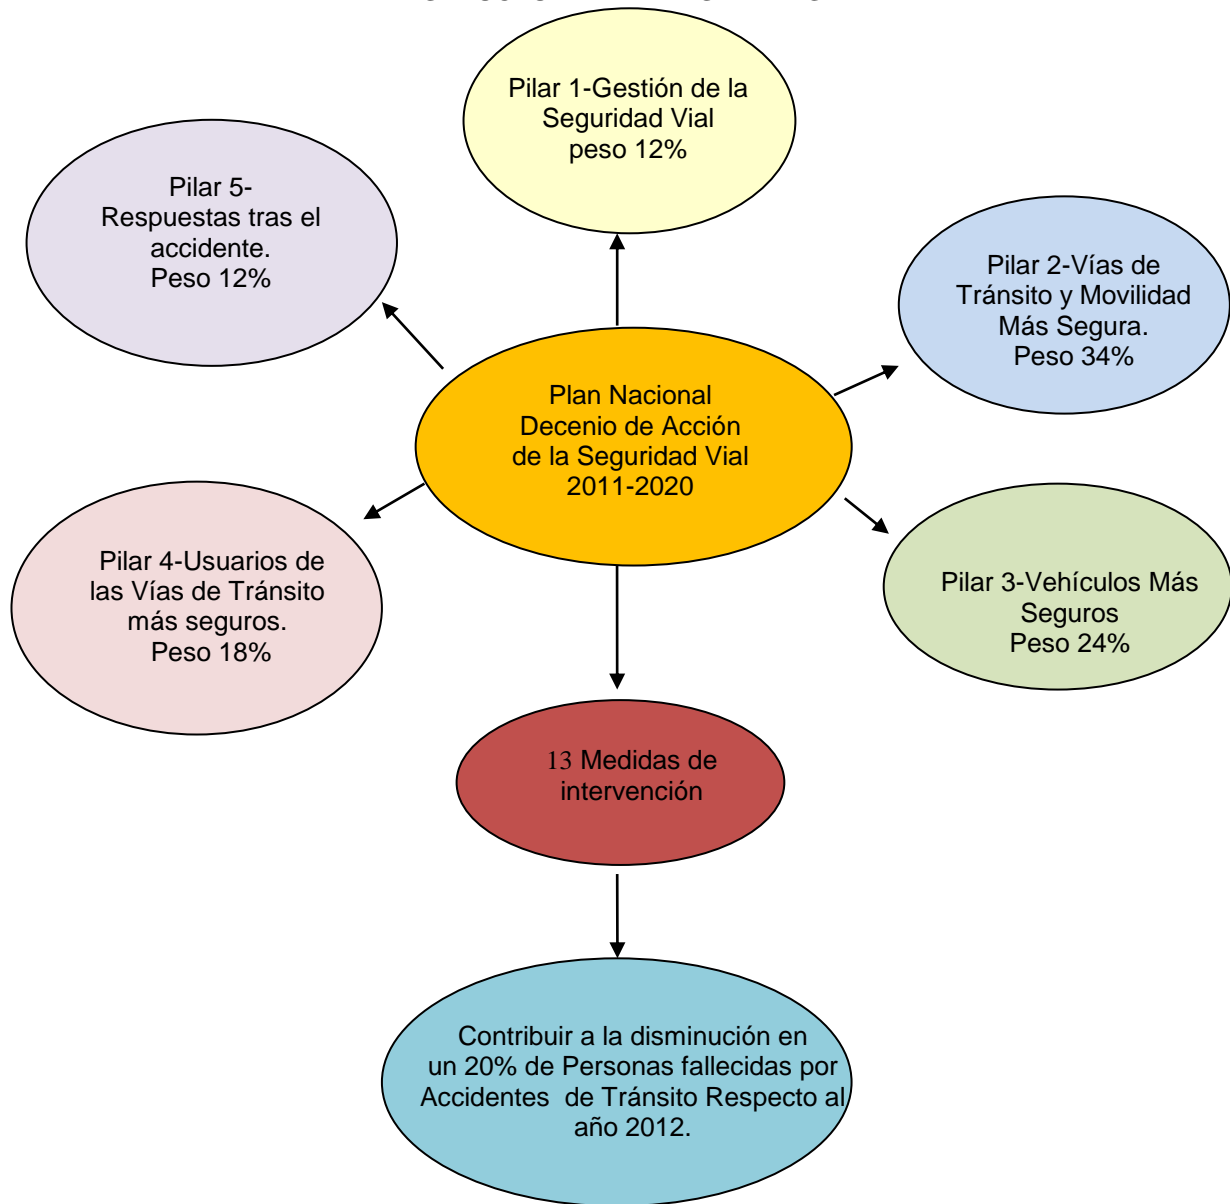 Pilar 1-Gestión de la
Seguridad Vial
peso 12%
Pilar 5-
Respuestas tras el
accidente.
Peso 12%
Pilar 2-Vías de
Tránsito y Movilidad
Más Segura.
Peso 34%
Plan Nacional
Decenio de Acción
de la Seguridad Vial
2011-2020
Pilar 4-Usuarios de
las Vías de Tránsito
más seguros.
Peso 18%
Pilar 3-Vehículos Más
Seguros
Peso 24%
13 Medidas de
intervención
Contribuir a la disminución en
un 20% de Personas fallecidas por
Accidentes de Tránsito Respecto al
año 2012.